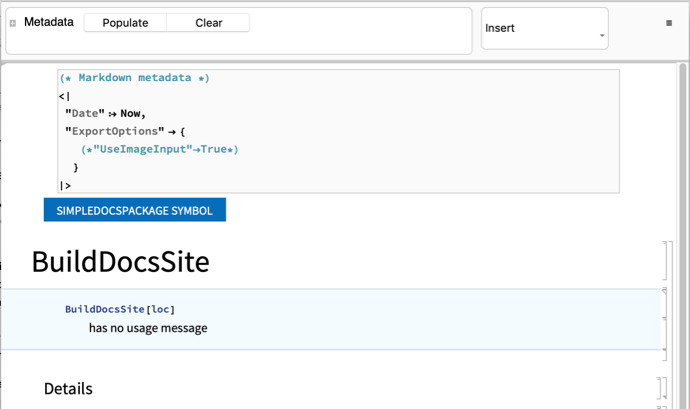 Metadata Populate Clear Insert
(* Markdown metadata *)
<|
"Date" :→ Now,
"ExportOptions" → {
(*"UseImageInput"→True*)
}
|>
SIMPLEDOCSPACKAGE SYMBOL
BuildDocsSite
BuildDocsSite[loc]
has no usage message
Details